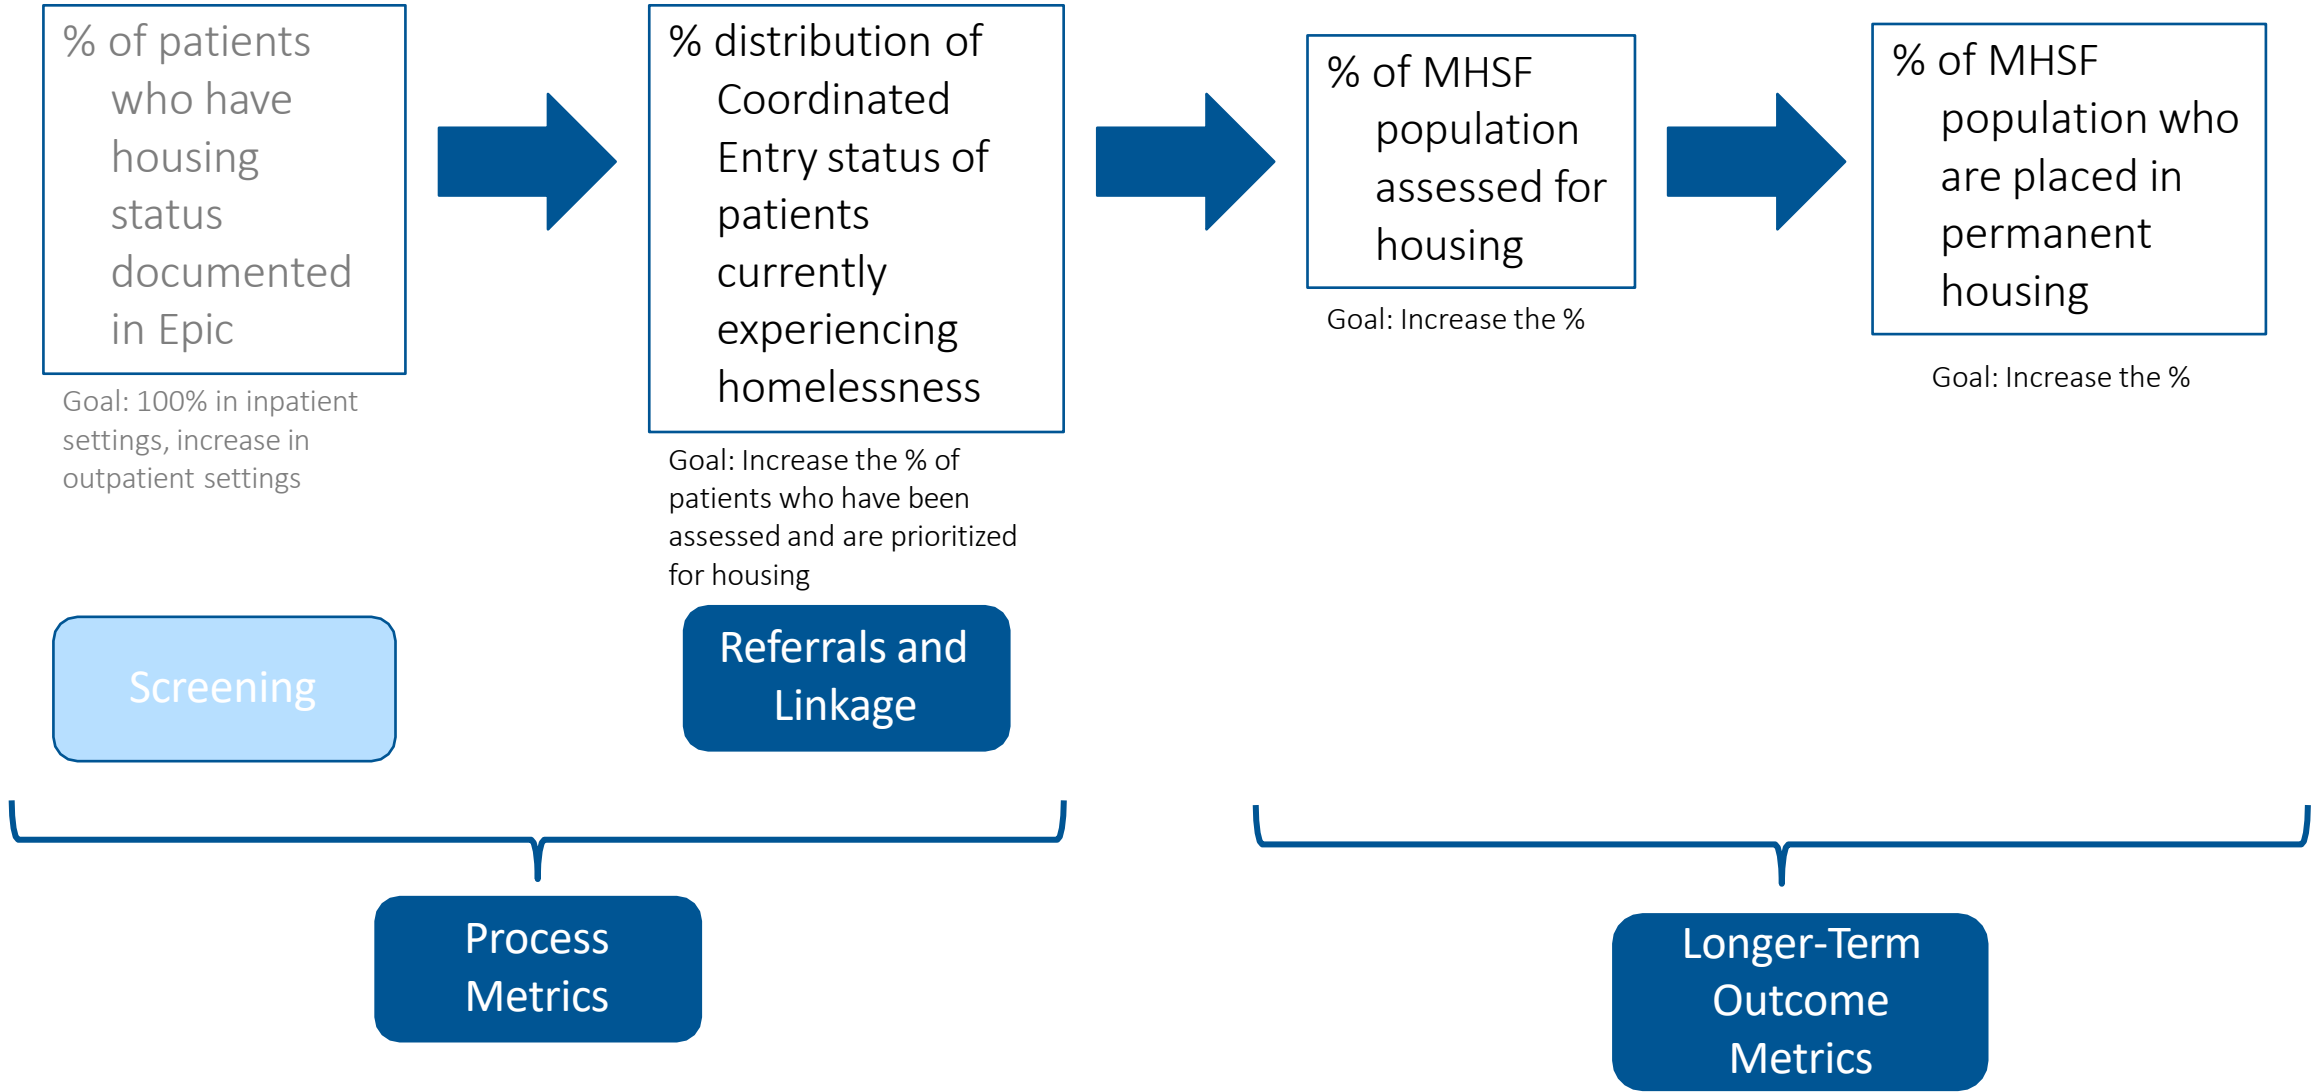 % of patients
who have
housing
status
documented
in Epic
Goal: 100% in inpatient
settings, increase in
outpatient settings
% distribution of
Coordinated
Entry status of
patients
currently
experiencing
homelessness
Goal: Increase the % of
patients who have been
assessed and are prioritized
for housing
% of MHSF
population
assessed for
housing
Goal: Increase the %
% of MHSF
population who
are placed in
permanent
housing
Goal: Increase the %
Screening
Referrals and
Linkage
Process
Metrics
Longer-Term
Outcome
Metrics